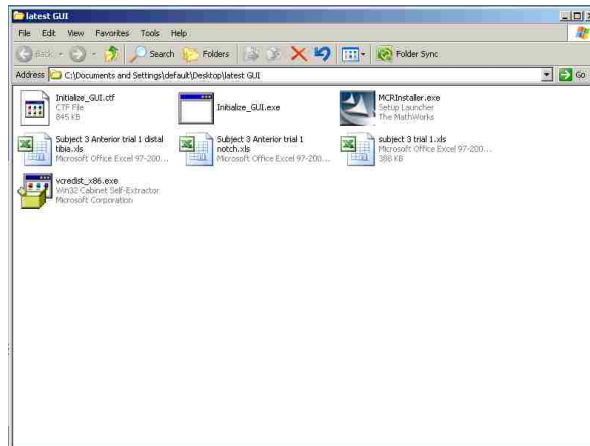 latest GUI
File Edit View Favorites Tools Help
Back Search Folders Folder Sync
Address C:\Documents and Settings\default\Desktop\latest GUI Go
Initialize_GUI.ctf
CTF File
845 KB
Initialize_GUI.exe
MCRInstaller.exe
Setup Launcher
The MathWorks
Subject 3 Anterior trial 1 distal
tibia.xls
Microsoft Office Excel 97-200...
Subject 3 Anterior trial 1
notch.xls
Microsoft Office Excel 97-200...
subject 3 trial 1.xls
Microsoft Office Excel 97-200...
388 KB
vcredist_x86.exe
Win32 Cabinet Self-Extractor
Microsoft Corporation